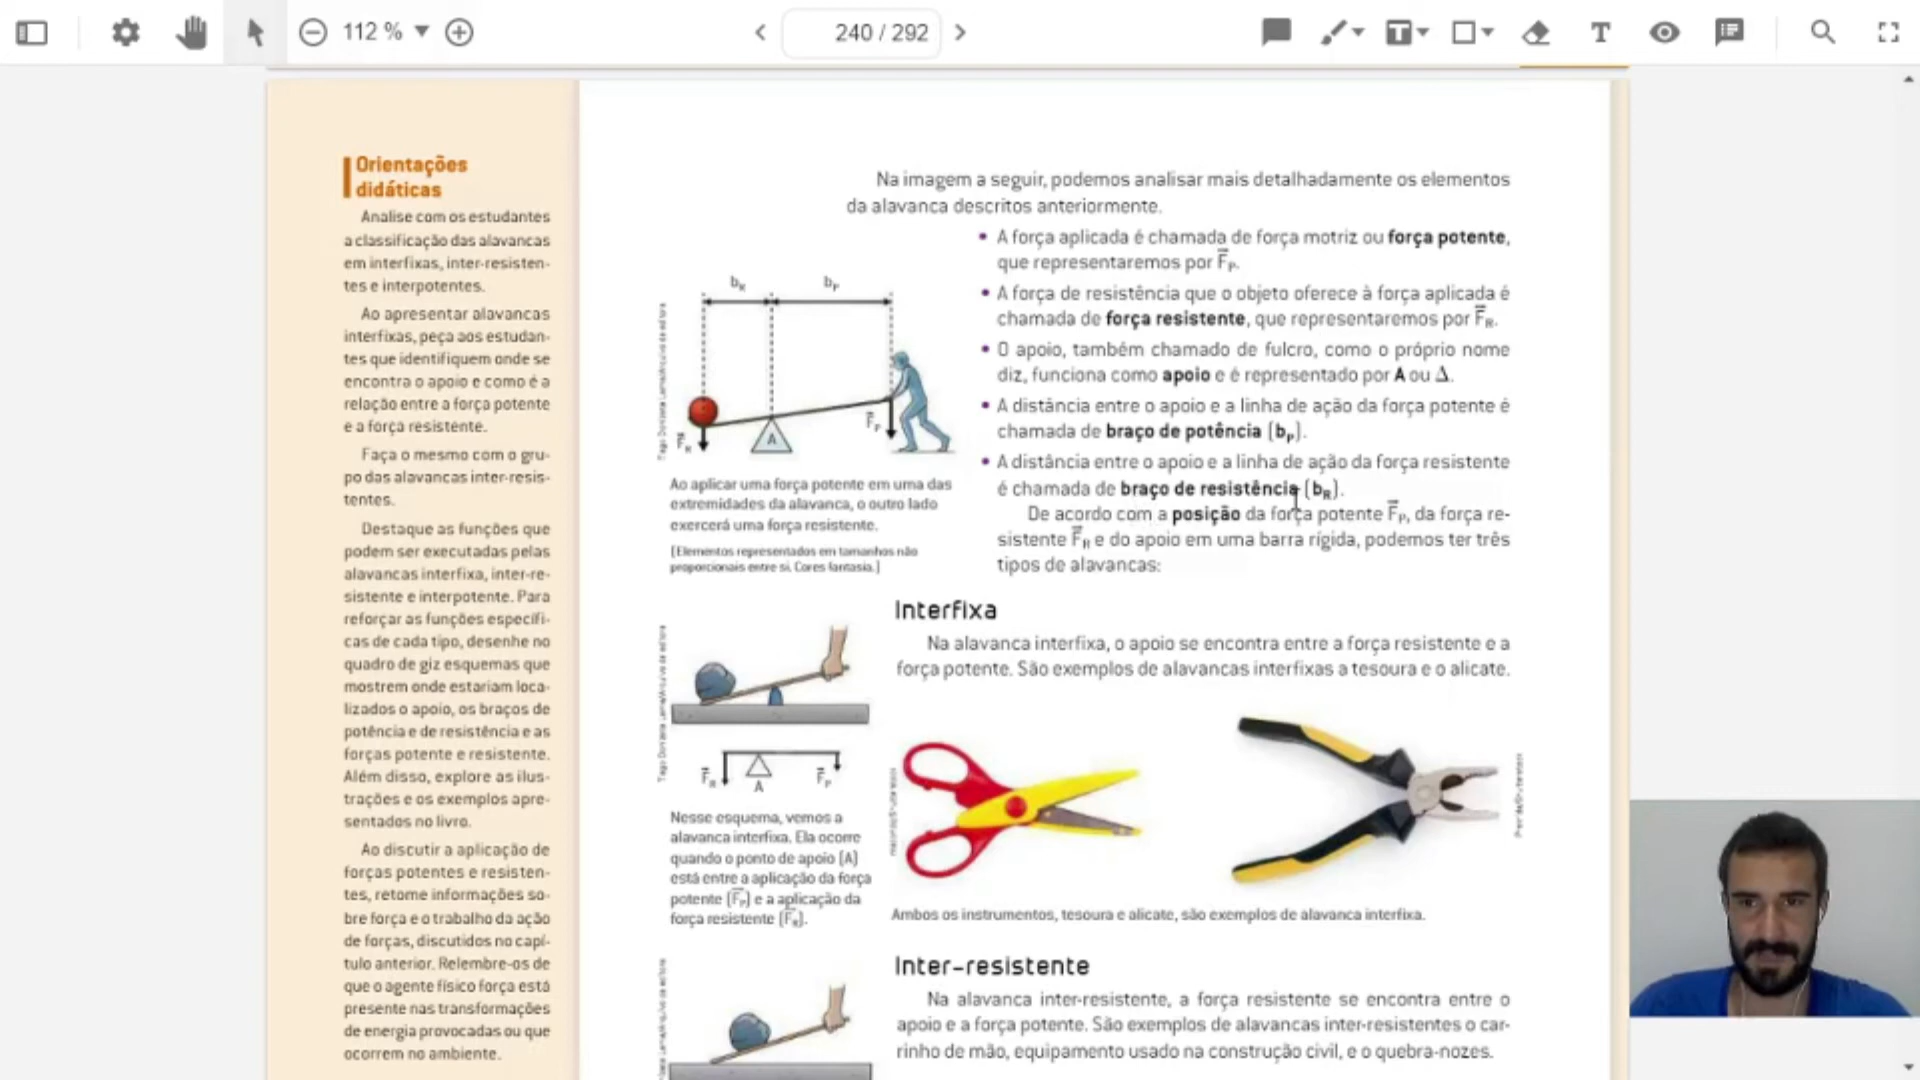 112 %
240 / 292
Orientações
didáticas
Analise com os estudantes
a classificação das alavancas
em interfixas, inter-resisten-
tes e interpotentes.
Ao apresentar alavancas
interfixas, peça aos estudan-
tes que identifiquem onde se
encontra o apoio e como é a
relação entre a força potente
e a força resistente.
Faça o mesmo com o gru-
po das alavancas inter-resis-
tentes.
Destaque as funções que
podem ser executadas pelas
alavancas interfixa, inter-re-
sistente e interpotente. Para
reforçar as funções específi-
cas de cada tipo, desenhe no
quadro de giz esquemas que
mostrem onde estariam loca-
lizados o apoio, os braços de
potência e de resistência e as
forças potente e resistente.
Além disso, explore as ilus-
trações e os exemplos apre-
sentados no livro.
Ao discutir a aplicação de
forças potentes e resisten-
tes, retome informações so-
bre força e o trabalho da ação
de forças, discutidos no capí-
tulo anterior. Relembre-os de
que o agente físico força está
presente nas transformações
de energia provocadas ou que
ocorrem no ambiente.
Na imagem a seguir, podemos analisar mais detalhadamente os elementos
da alavanca descritos anteriormente.
• A força aplicada é chamada de força motriz ou força potente,
que representaremos por F⃗P.
• A força de resistência que o objeto oferece à força aplicada é
chamada de força resistente, que representaremos por F⃗R.
• O apoio, também chamado de fulcro, como o próprio nome
diz, funciona como apoio e é representado por A ou Δ.
• A distância entre o apoio e a linha de ação da força potente é
chamada de braço de potência (bP).
• A distância entre o apoio e a linha de ação da força resistente
é chamada de braço de resistência (bR).
De acordo com a posição da força potente F⃗P, da força re-
sistente F⃗R e do apoio em uma barra rígida, podemos ter três
tipos de alavancas:
bR bP
F⃗R A F⃗P
Ao aplicar uma força potente em uma das
extremidades da alavanca, o outro lado
exercerá uma força resistente.
(Elementos representados em tamanhos não
proporcionais entre si. Cores fantasia.)
Interfixa
Na alavanca interfixa, o apoio se encontra entre a força resistente e a
força potente. São exemplos de alavancas interfixas a tesoura e o alicate.
F⃗R A F⃗P
Nesse esquema, vemos a
alavanca interfixa. Ela ocorre
quando o ponto de apoio (A)
está entre a aplicação da força
potente (F⃗P) e a aplicação da
força resistente (F⃗R).
Ambos os instrumentos, tesoura e alicate, são exemplos de alavanca interfixa.
Inter-resistente
Na alavanca inter-resistente, a força resistente se encontra entre o
apoio e a força potente. São exemplos de alavancas inter-resistentes o car-
rinho de mão, equipamento usado na construção civil, e o quebra-nozes.